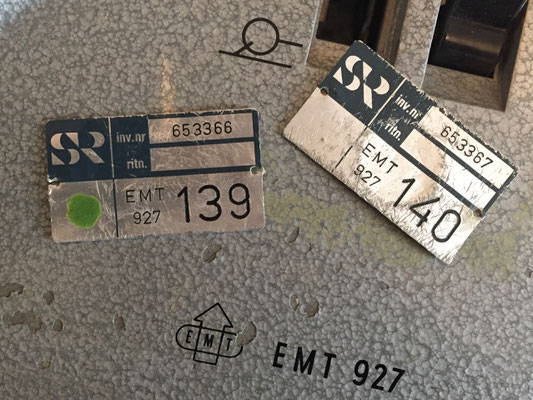 SR
inv.nr 653366
ritn.
EMT
927
139
SR
inv.nr 653367
ritn.
EMT
927
140
EMT
EMT 927